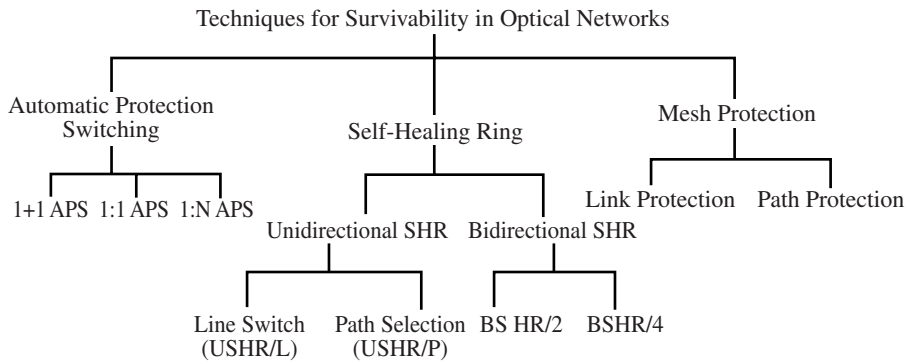 Techniques for Survivability in Optical Networks
Automatic Protection
Switching
Self-Healing Ring
Mesh Protection
1+1 APS
1:1 APS
1:N APS
Link Protection
Path Protection
Unidirectional SHR
Bidirectional SHR
Line Switch
(USHR/L)
Path Selection
(USHR/P)
BS HR/2
BSHR/4